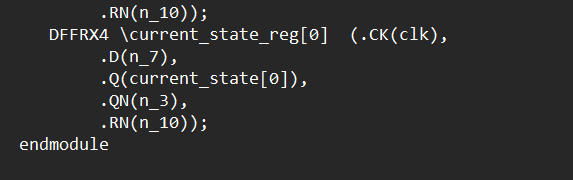 .RN(n_10));
DFFRX4 \current_state_reg[0]  (.CK(clk),
.D(n_7),
.Q(current_state[0]),
.QN(n_3),
.RN(n_10));
endmodule